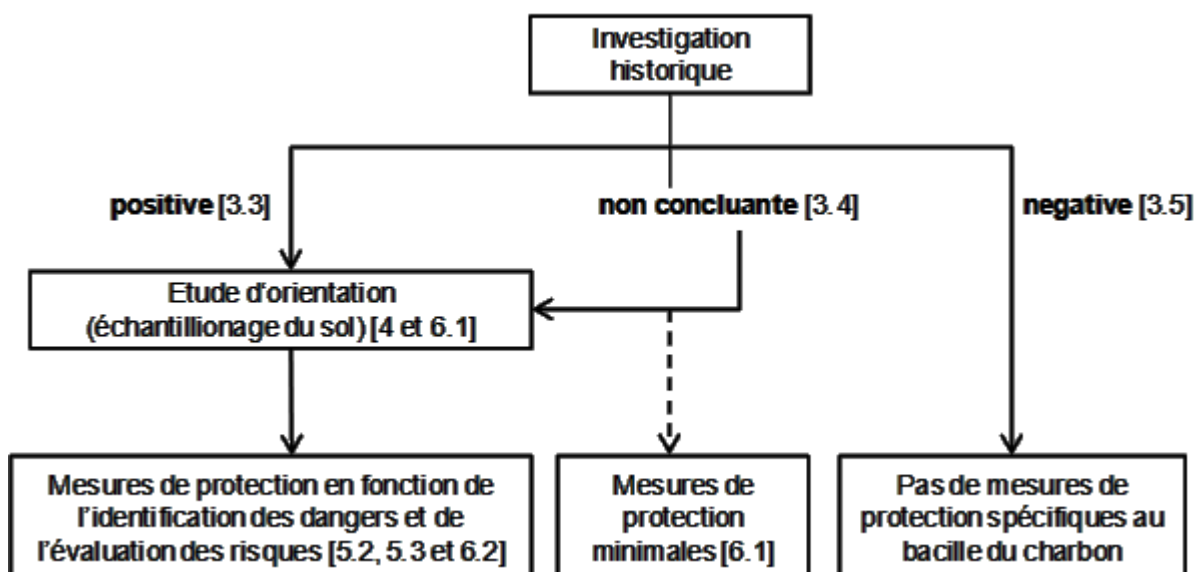 Investigation
historique
positive [3.3]
non concluante [3.4]
negative [3.5]
Etude d'orientation
(échantillionage du sol) [4 et 6.1]
Mesures de protection en fonction de
l'identification des dangers et de
l'évaluation des risques [5.2, 5.3 et 6.2]
Mesures de
protection
minimales [6.1]
Pas de mesures de
protection spécifiques au
bacille du charbon